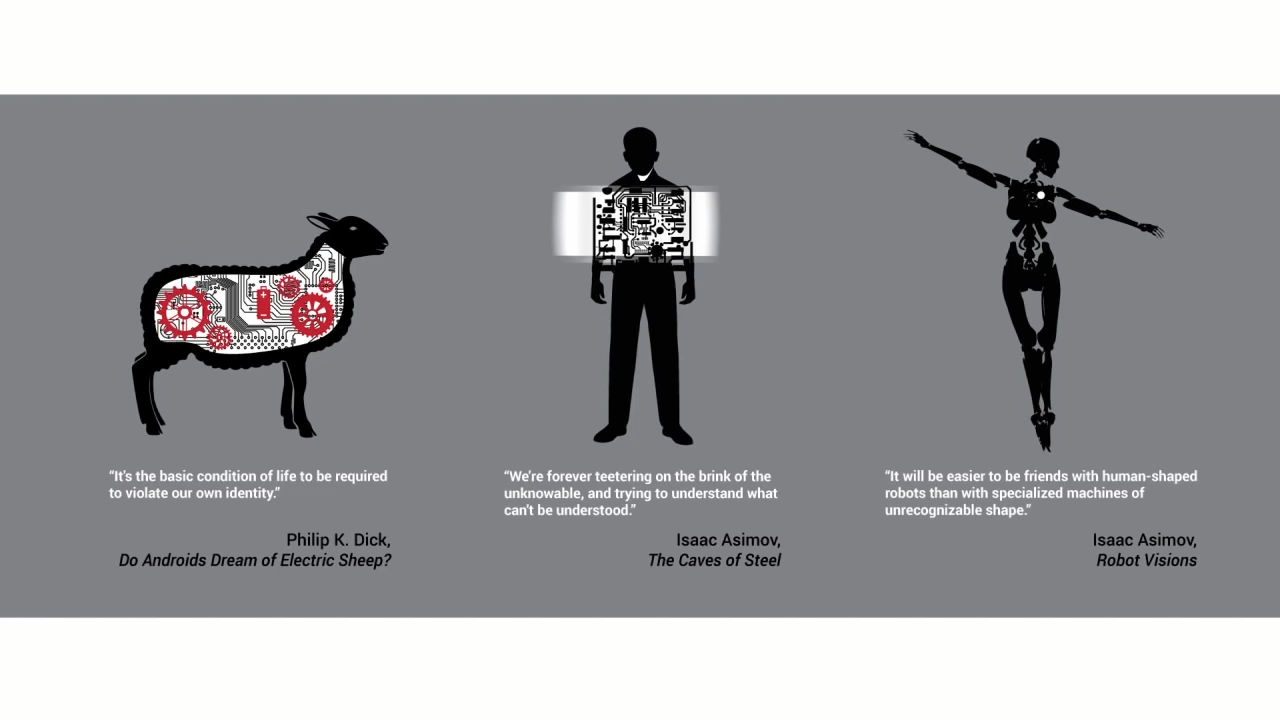 “It’s the basic condition of life to be required
to violate our own identity.”
Philip K. Dick,
Do Androids Dream of Electric Sheep?
“We’re forever teetering on the brink of the
unknowable, and trying to understand what
can’t be understood.”
Isaac Asimov,
The Caves of Steel
“It will be easier to be friends with human-shaped
robots than with specialized machines of
unrecognizable shape.”
Isaac Asimov,
Robot Visions